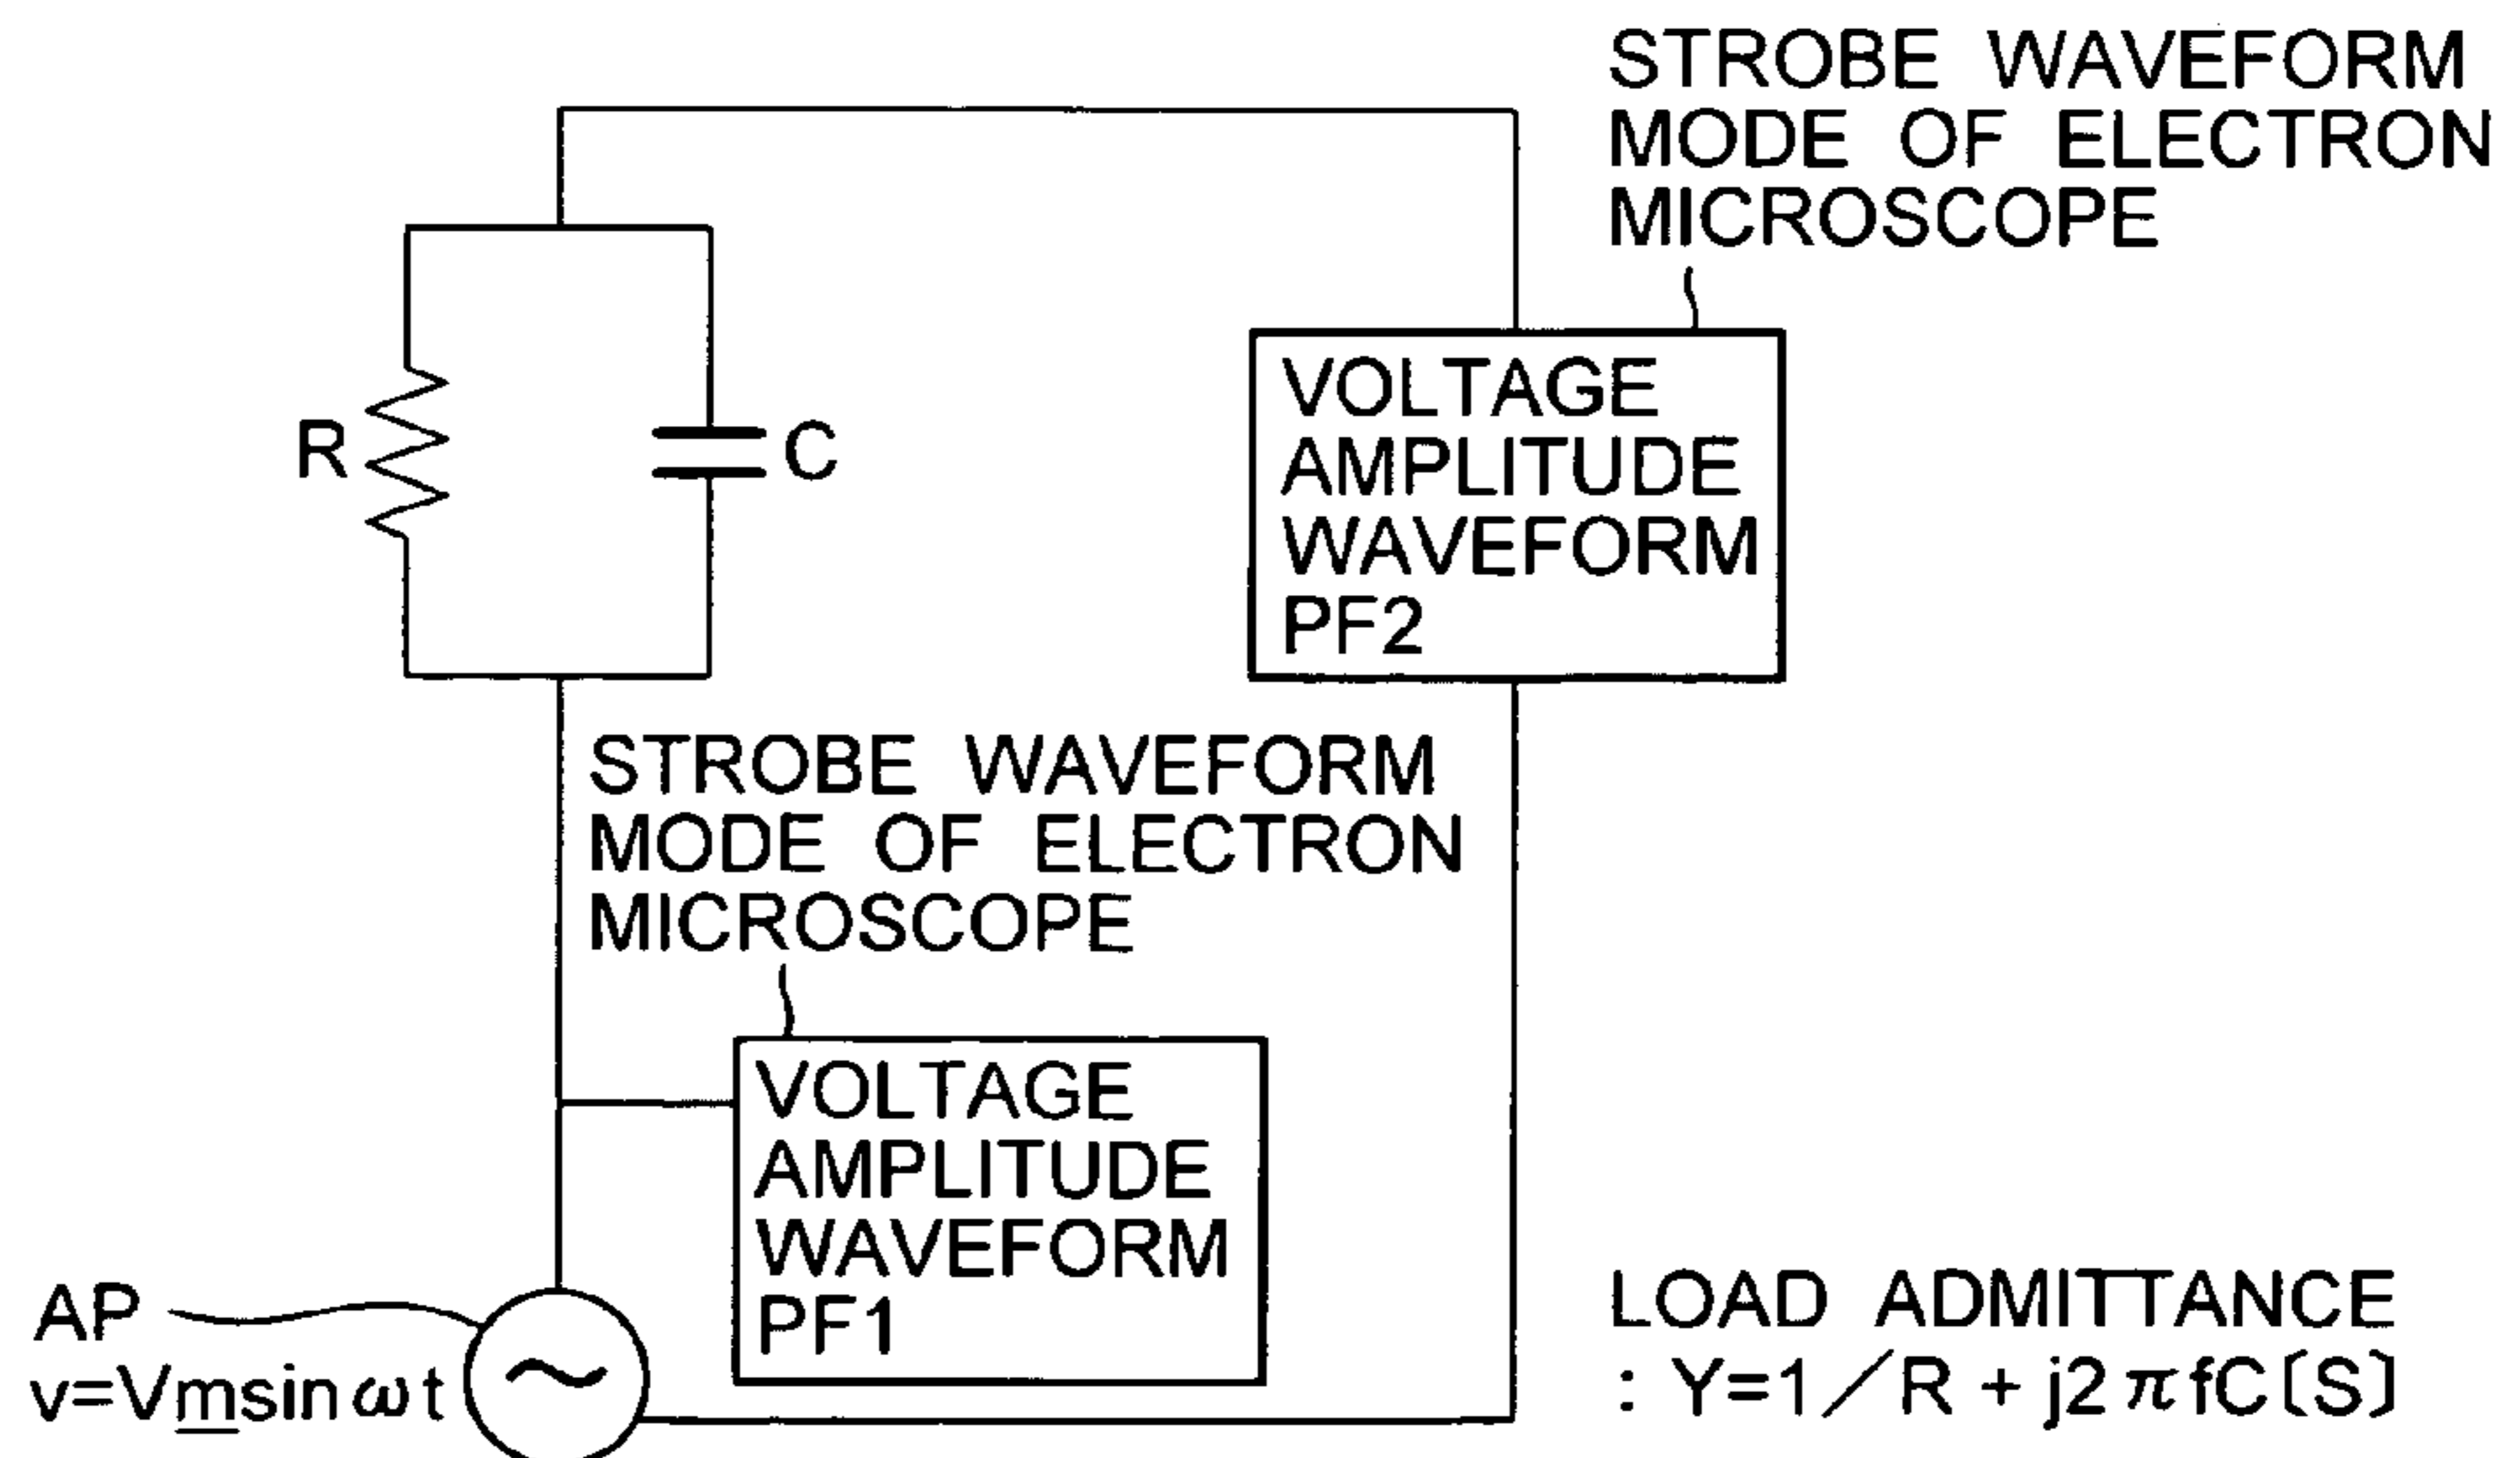 STROBE WAVEFORM
MODE OF ELECTRON
MICROSCOPE
R
C
VOLTAGE
AMPLITUDE
WAVEFORM
PF2
STROBE WAVEFORM
MODE OF ELECTRON
MICROSCOPE
VOLTAGE
AMPLITUDE
WAVEFORM
PF1
AP
v=Vmsinωt
LOAD ADMITTANCE
: Y=1/R+j2πfC[S]